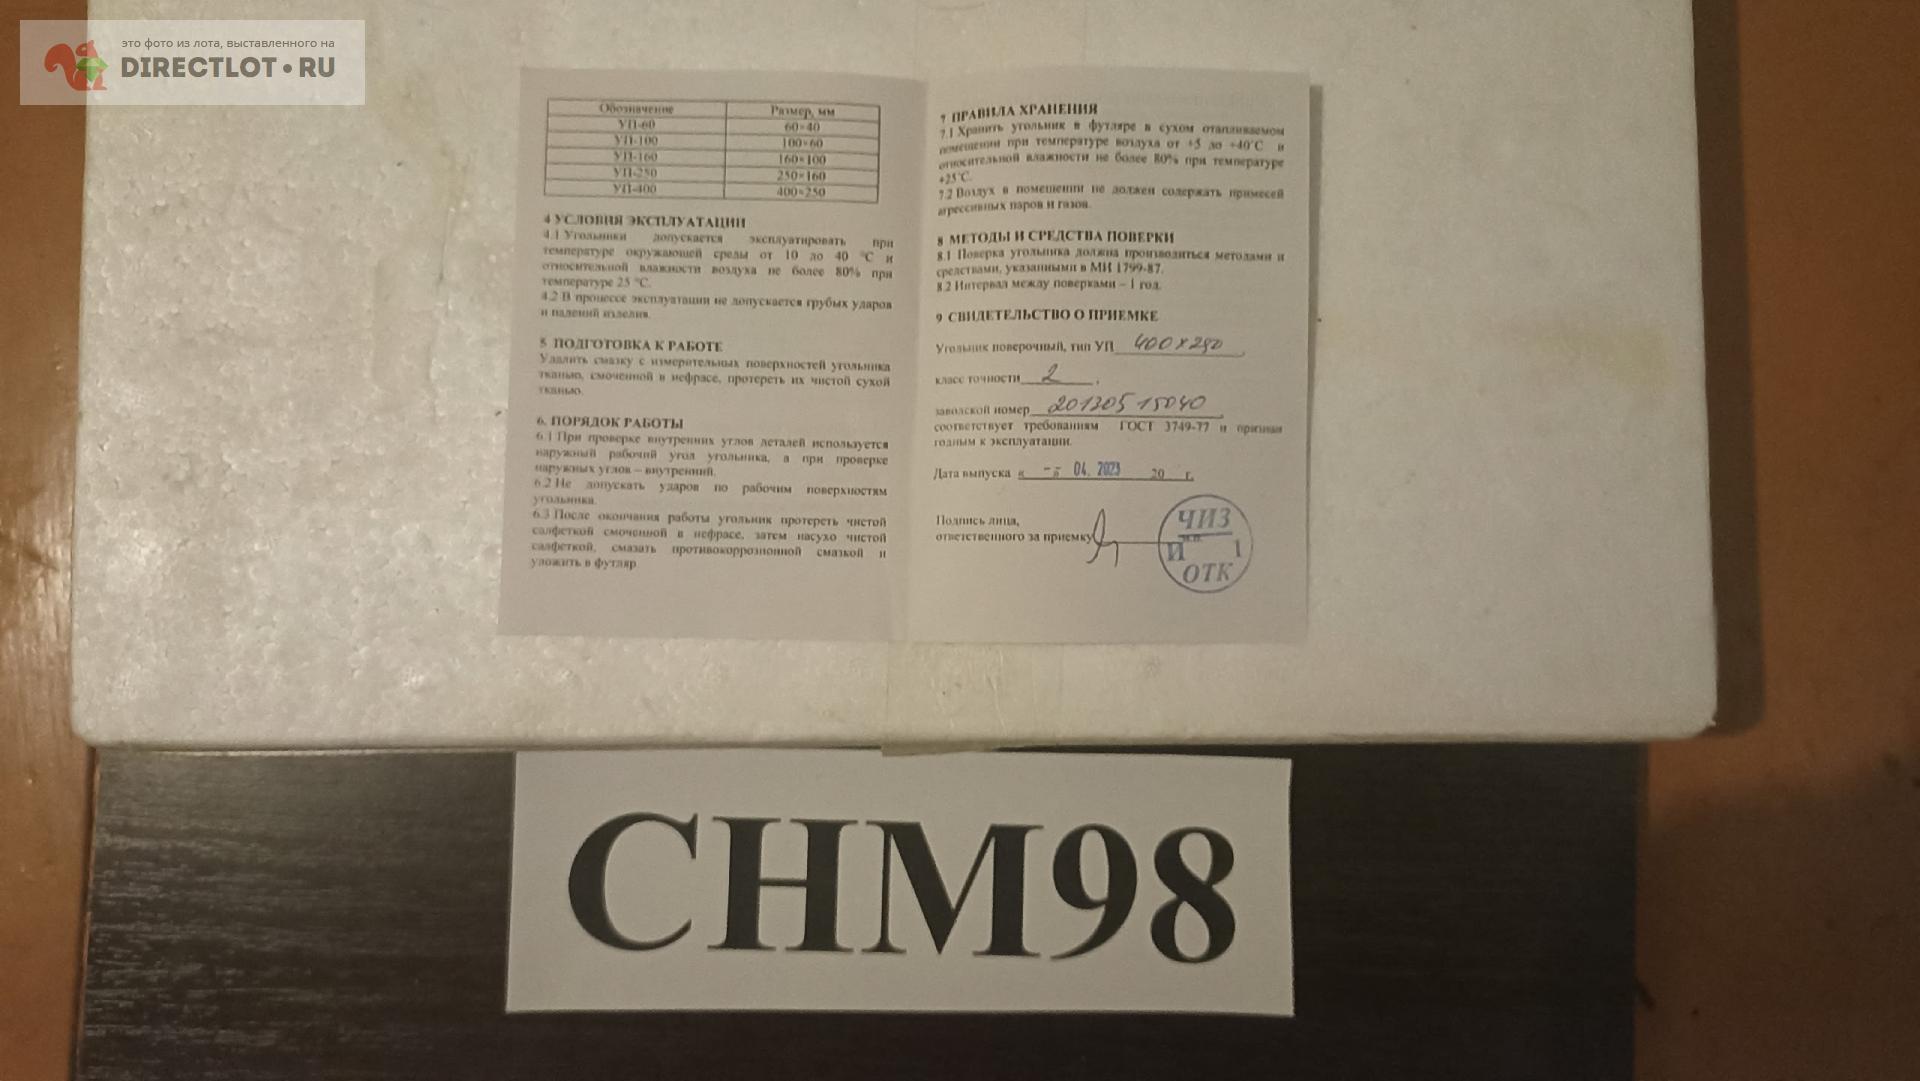 это фото из лота, выставленного на
DIRECTLOT•RU
Обозначение Размер, мм
УП-60 60×40
УП-100 100×60
УП-160 160×100
УП-250 250×160
УП-400 400×250
4 УСЛОВИЯ ЭКСПЛУАТАЦИИ
4.1 Угольники допускается эксплуатировать при
температуре окружающей среды от 10 до 40 °С и
относительной влажности воздуха не более 80% при
температуре 25 °С.
4.2 В процессе эксплуатации не допускается грубых ударов
и падений изделия.
5 ПОДГОТОВКА К РАБОТЕ
Удалить смазку с измерительных поверхностей угольника
тканью, смоченной в нефрасе, протереть их чистой сухой
тканью.
6. ПОРЯДОК РАБОТЫ
6.1 При проверке внутренних углов деталей используется
наружный рабочий угол угольника, а при проверке
наружных углов – внутренний.
6.2 Не допускать ударов по рабочим поверхностям
угольника.
6.3 После окончания работы угольник протереть чистой
салфеткой смоченной в нефрасе, затем насухо чистой
салфеткой, смазать противокоррозионной смазкой и
уложить в футляр.
7 ПРАВИЛА ХРАНЕНИЯ
7.1 Хранить угольник в футляре в сухом отапливаемом
помещении при температуре воздуха от +5 до +40°С и
относительной влажности не более 80% при температуре
+25°С.
7.2 Воздух в помещении не должен содержать примесей
агрессивных паров и газов.
8 МЕТОДЫ И СРЕДСТВА ПОВЕРКИ
8.1 Поверка угольника должна производиться методами и
средствами, указанными в МИ 1799-87.
8.2 Интервал между поверками – 1 год.
9 СВИДЕТЕЛЬСТВО О ПРИЕМКЕ
Угольник поверочный, тип УП 400×250,
класс точности 2,
заводской номер 20130515040,
соответствует требованиям ГОСТ 3749-77 и признан
годным к эксплуатации.
Дата выпуска « - » 04. 2023 20 г.
Подпись лица,
ответственного за приемку
ЧИЗ
м.п.
И 1
ОТК
СНМ98